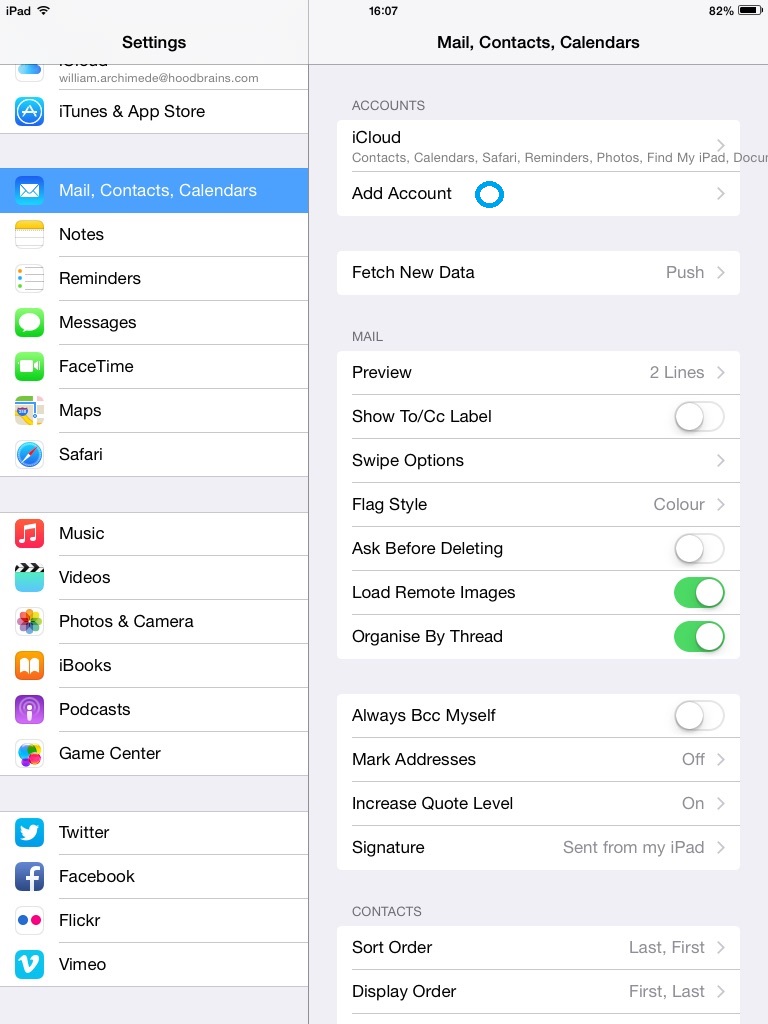 iPad
16:07
82%
Settings
Mail, Contacts, Calendars
iCloud
william.archimede@hoodbrains.com
iTunes & App Store
Mail, Contacts, Calendars
Notes
Reminders
Messages
FaceTime
Maps
Safari
Music
Videos
Photos & Camera
iBooks
Podcasts
Game Center
Twitter
Facebook
Flickr
Vimeo
ACCOUNTS
iCloud
Contacts, Calendars, Safari, Reminders, Photos, Find My iPad, Docu
Add Account
Fetch New Data Push
MAIL
Preview 2 Lines
Show To/Cc Label
Swipe Options
Flag Style Colour
Ask Before Deleting
Load Remote Images
Organise By Thread
Always Bcc Myself
Mark Addresses Off
Increase Quote Level On
Signature Sent from my iPad
CONTACTS
Sort Order Last, First
Display Order First, Last